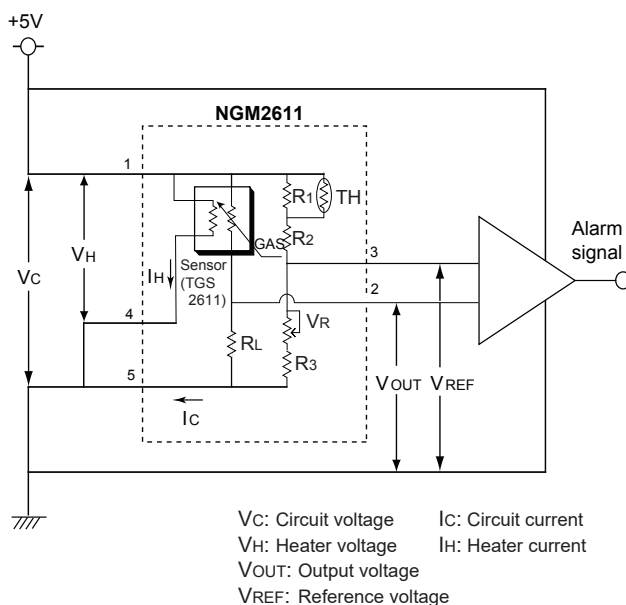 +5V
NGM2611
1
R1
TH
R2
GAS
VH
VC
IH
Sensor
(TGS
2611)
3
2
Alarm
signal
4
VR
RL
R3
5
IC
VOUT
VREF
VC: Circuit voltage IC: Circuit current
VH: Heater voltage IH: Heater current
VOUT: Output voltage
VREF: Reference voltage